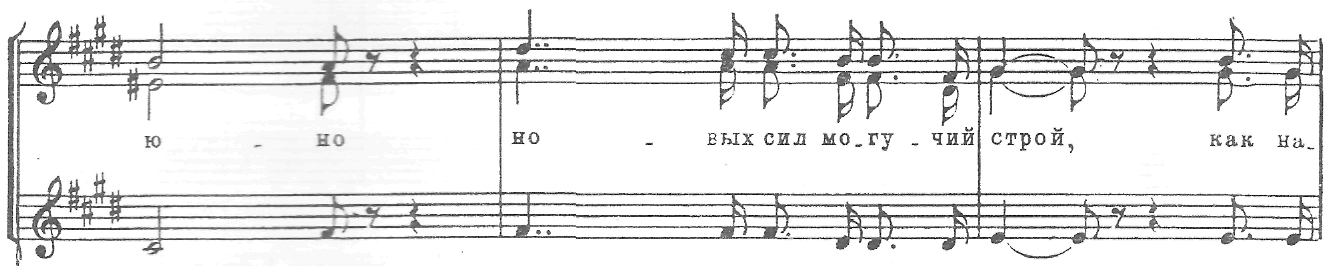 ю - но но - вых сил мо-гу - чий строй, как на-